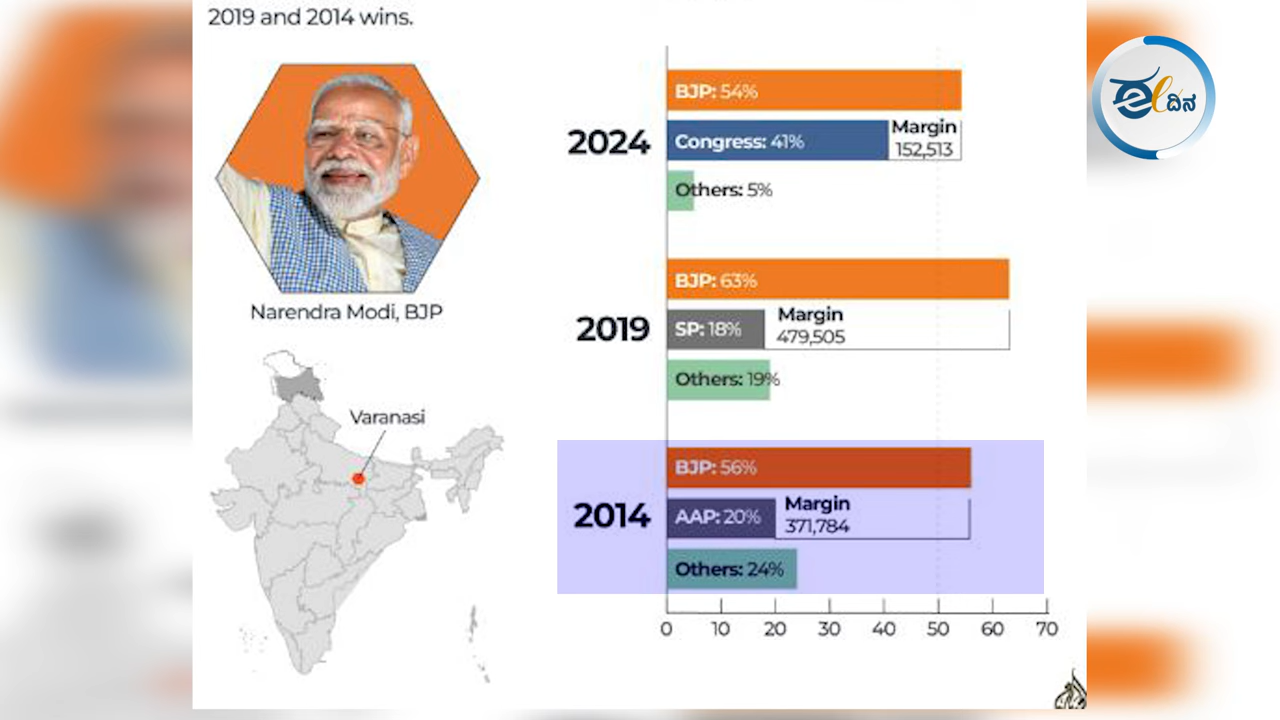 2019 and 2014 wins.
Narendra Modi, BJP
Varanasi
2024
BJP: 54%
Congress: 41%
Margin
152,513
Others: 5%
2019
BJP: 63%
SP: 18%
Margin
479,505
Others: 19%
2014
BJP: 56%
AAP: 20%
Margin
371,784
Others: 24%
0 10 20 30 40 50 60 70
ಈ ದಿನ